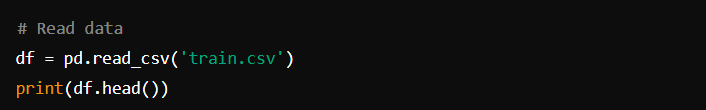 # Read data
df = pd.read_csv('train.csv')
print(df.head())